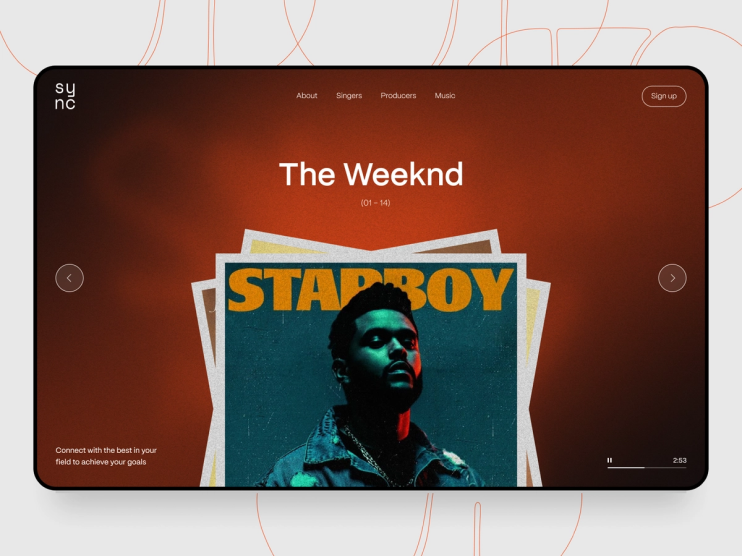 sy
nc
About
Singers
Producers
Music
Sign up
The Weeknd
(01 – 14)
STARBOY
Connect with the best in your
field to achieve your goals
2:53